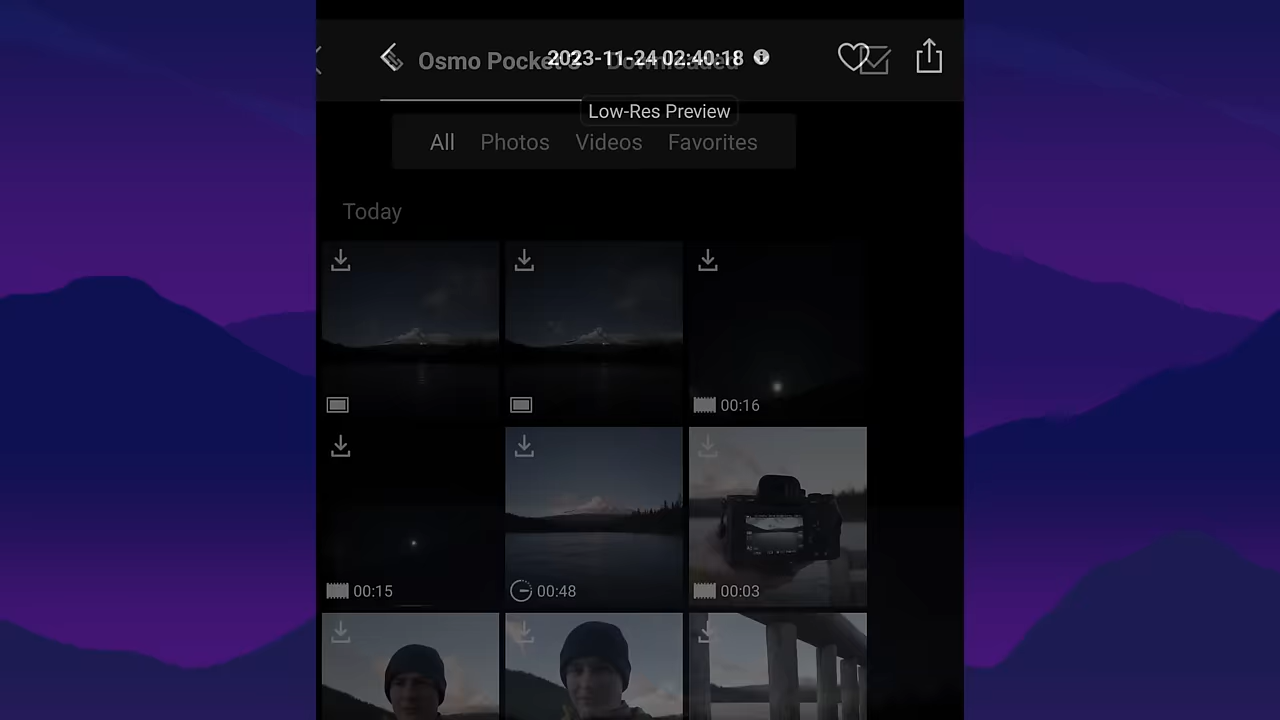 Osmo Pocket 3 Downloaded
2023-11-24 02:40:18
Low-Res Preview
All Photos Videos Favorites
Today
00:16
00:15 00:48 00:03